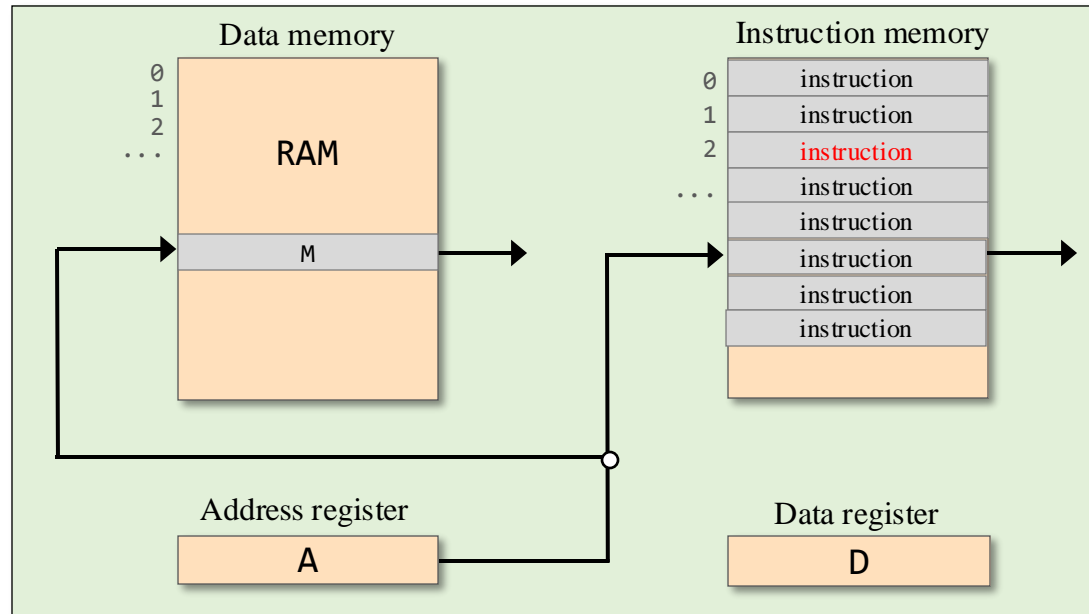 Data memory
0
1
2
...
RAM
M
Instruction memory
0
1
2
...
instruction
instruction
instruction
instruction
instruction
instruction
instruction
instruction
Address register
A
Data register
D